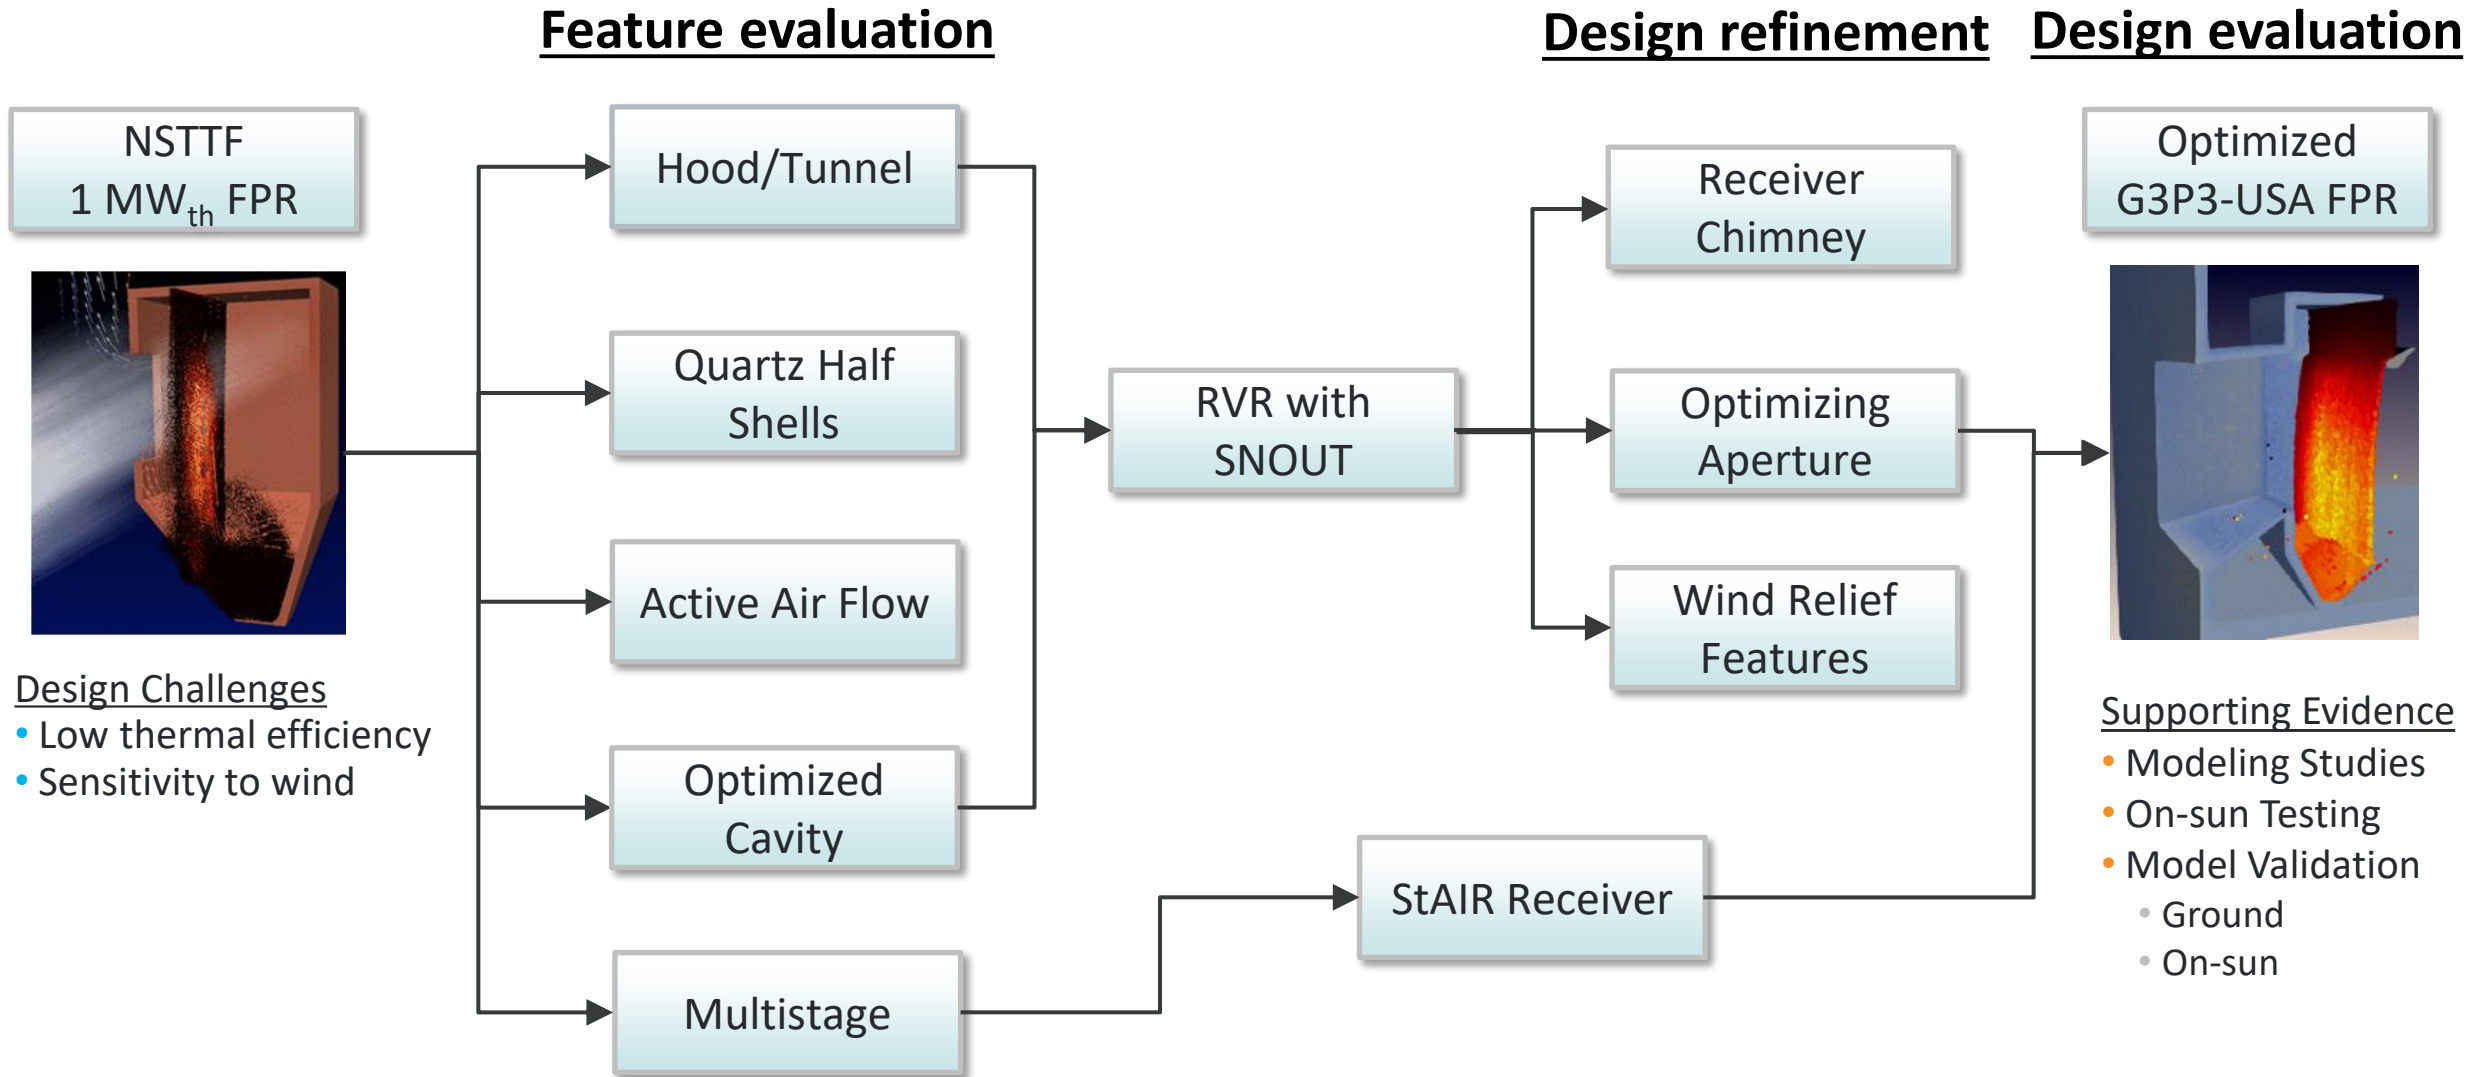 Feature evaluation
Design refinement
Design evaluation
NSTTF
1 MWth FPR
Design Challenges
• Low thermal efficiency
• Sensitivity to wind
Hood/Tunnel
Quartz Half
Shells
Active Air Flow
Optimized
Cavity
Multistage
RVR with
SNOUT
StAIR Receiver
Receiver
Chimney
Optimizing
Aperture
Wind Relief
Features
Optimized
G3P3-USA FPR
Supporting Evidence
• Modeling Studies
• On-sun Testing
• Model Validation
• Ground
• On-sun